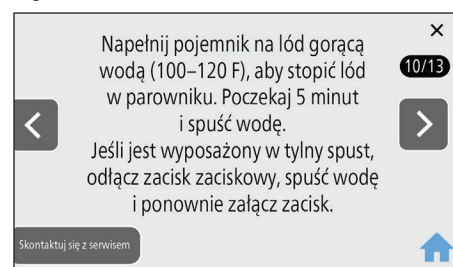 Napełnij pojemnik na lód gorącą
wodą (100–120 F), aby stopić lód
w parowniku. Poczekaj 5 minut
i spuść wodę.
Jeśli jest wyposażony w tylny spust,
odłącz zacisk zaciskowy, spuść wodę
i ponownie załącz zacisk.
10/13
Skontaktuj się z serwisem